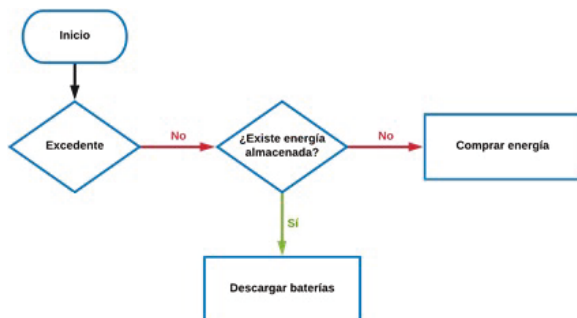 Inicio
Excedente
No
¿Existe energía
almacenada?
No
Comprar energía
Sí
Descargar baterías